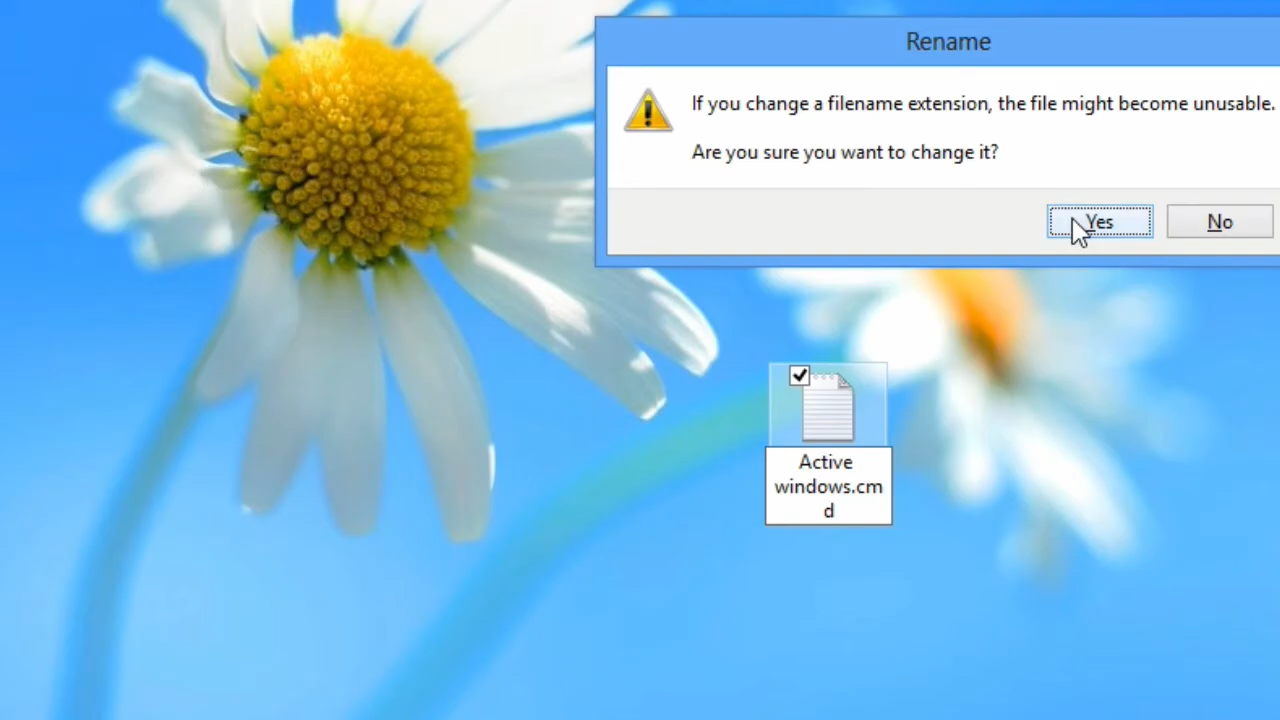 Rename
If you change a filename extension, the file might become unusable.
Are you sure you want to change it?
Yes
No
Active
windows.cm
d